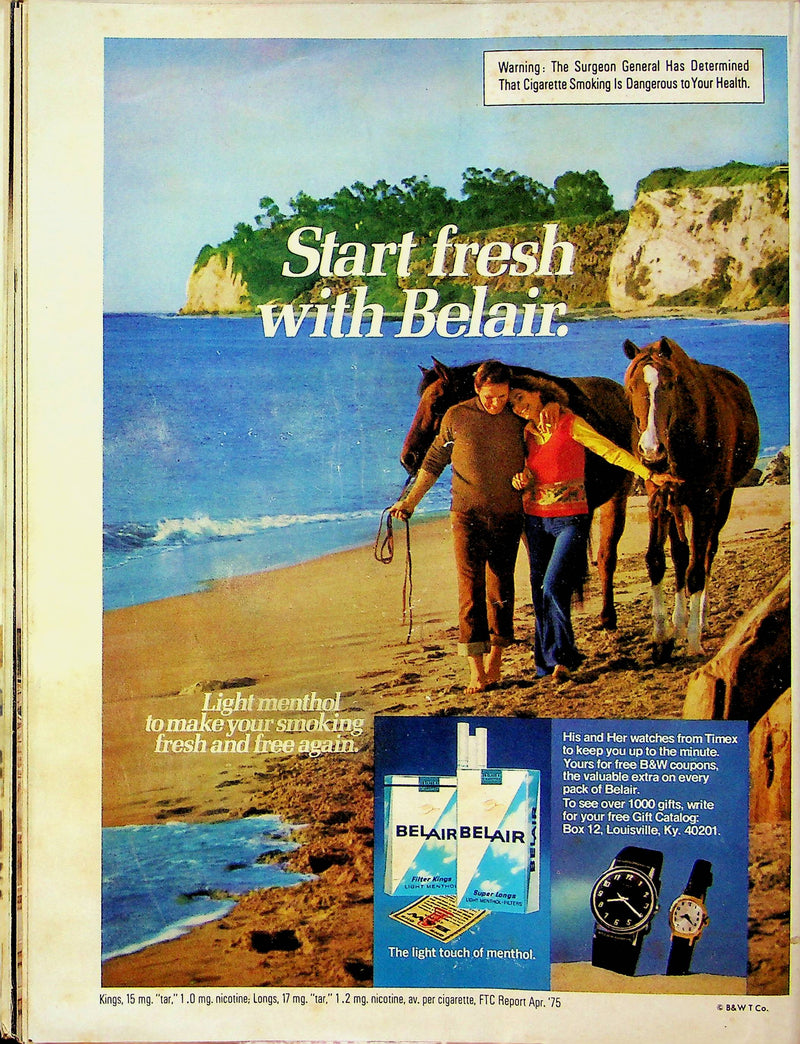 Warning: The Surgeon General Has Determined
That Cigarette Smoking Is Dangerous to Your Health.
Start fresh
with Belair.
Light menthol
to make your smoking
fresh and free again.
BELAIR
Filter Kings
LIGHT MENTHOL
BELAIR
BELAIR
Super Longs
LIGHT MENTHOL-FILTERS
The light touch of menthol.
His and Her watches from Timex
to keep you up to the minute.
Yours for free B&W coupons,
the valuable extra on every
pack of Belair.
To see over 1000 gifts, write
for your free Gift Catalog:
Box 12, Louisville, Ky. 40201.
Kings, 15 mg. "tar," 1.0 mg. nicotine; Longs, 17 mg. "tar," 1.2 mg. nicotine, av. per cigarette, FTC Report Apr. '75
© B&W T Co.